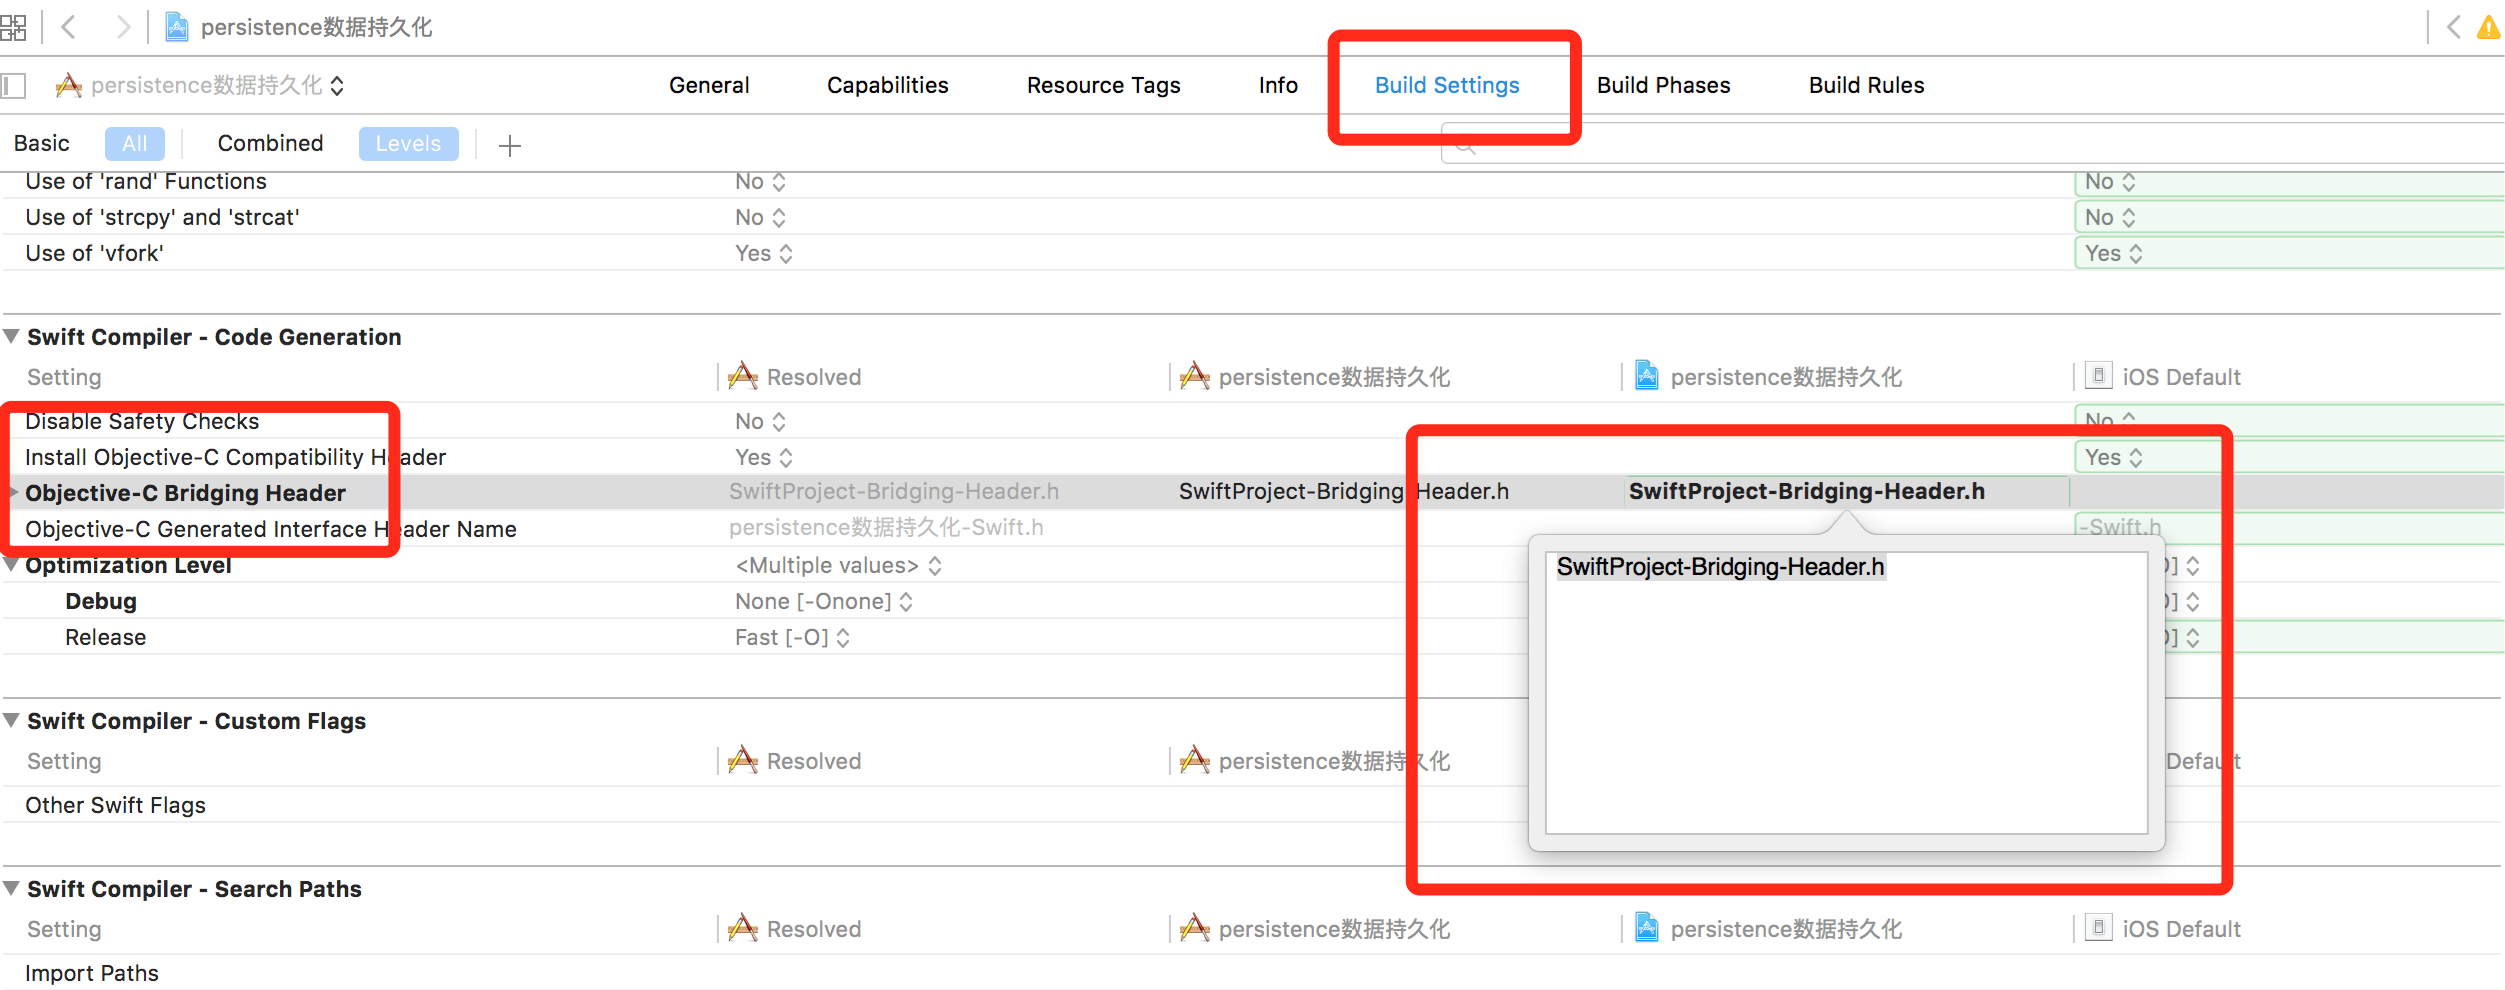 persistence数据持久化
persistence数据持久化 General Capabilities Resource Tags Info Build Settings Build Phases Build Rules
Basic All Combined Levels
Use of 'rand' Functions No No
Use of 'strcpy' and 'strcat' No No
Use of 'vfork' Yes Yes
Swift Compiler - Code Generation
Setting Resolved persistence数据持久化 persistence数据持久化 iOS Default
Disable Safety Checks No No
Install Objective-C Compatibility Header Yes Yes
Objective-C Bridging Header SwiftProject-Bridging-Header.h SwiftProject-Bridging-Header.h SwiftProject-Bridging-Header.h
Objective-C Generated Interface Header Name persistence数据持久化-Swift.h -Swift.h
SwiftProject-Bridging-Header.h
Optimization Level <Multiple values>
Debug None [-Onone]
Release Fast [-O]
Swift Compiler - Custom Flags
Setting Resolved persistence数据持久化 Default
Other Swift Flags
Swift Compiler - Search Paths
Setting Resolved persistence数据持久化 persistence数据持久化 iOS Default
Import Paths